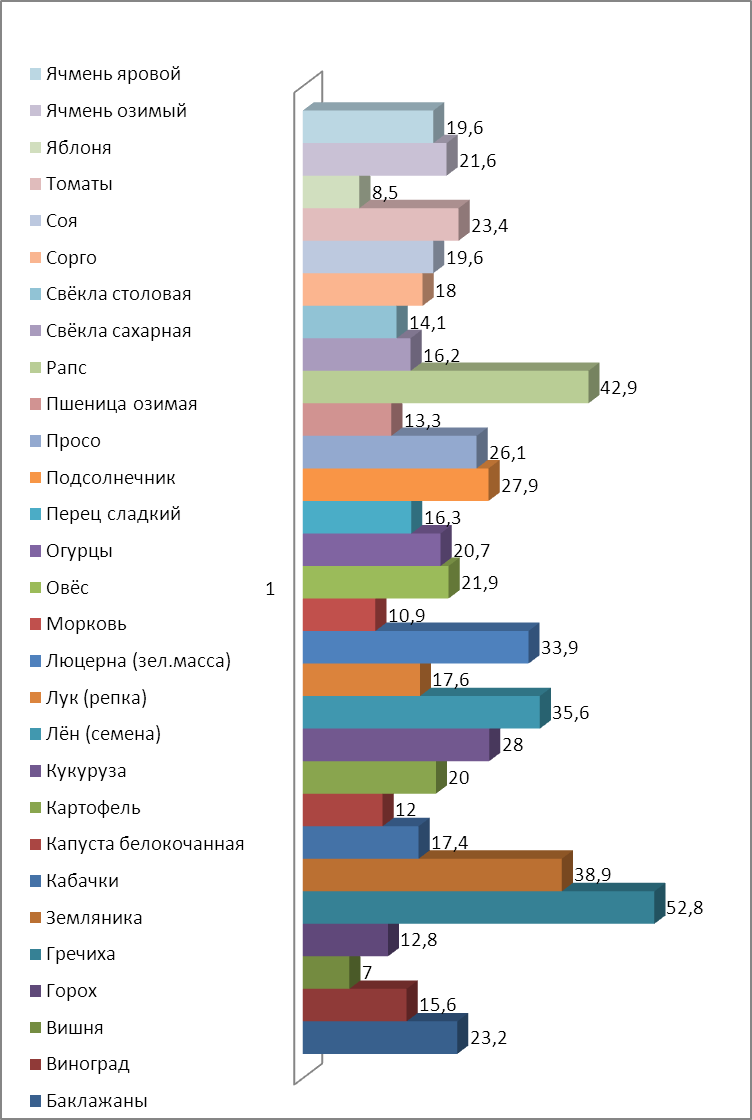 Ячмень яровой
Ячмень озимый
Яблоня
Томаты
Соя
Сорго
Свёкла столовая
Свёкла сахарная
Рапс
Пшеница озимая
Просо
Подсолнечник
Перец сладкий
Огурцы
Овёс
Морковь
Люцерна (зел.масса)
Лук (репка)
Лён (семена)
Кукуруза
Картофель
Капуста белокочанная
Кабачки
Земляника
Гречиха
Горох
Вишня
Виноград
Баклажаны
1
19,6
21,6
8,5
23,4
19,6
18
14,1
16,2
42,9
13,3
26,1
27,9
16,3
20,7
21,9
10,9
33,9
17,6
35,6
28
20
12
17,4
38,9
52,8
12,8
7
15,6
23,2